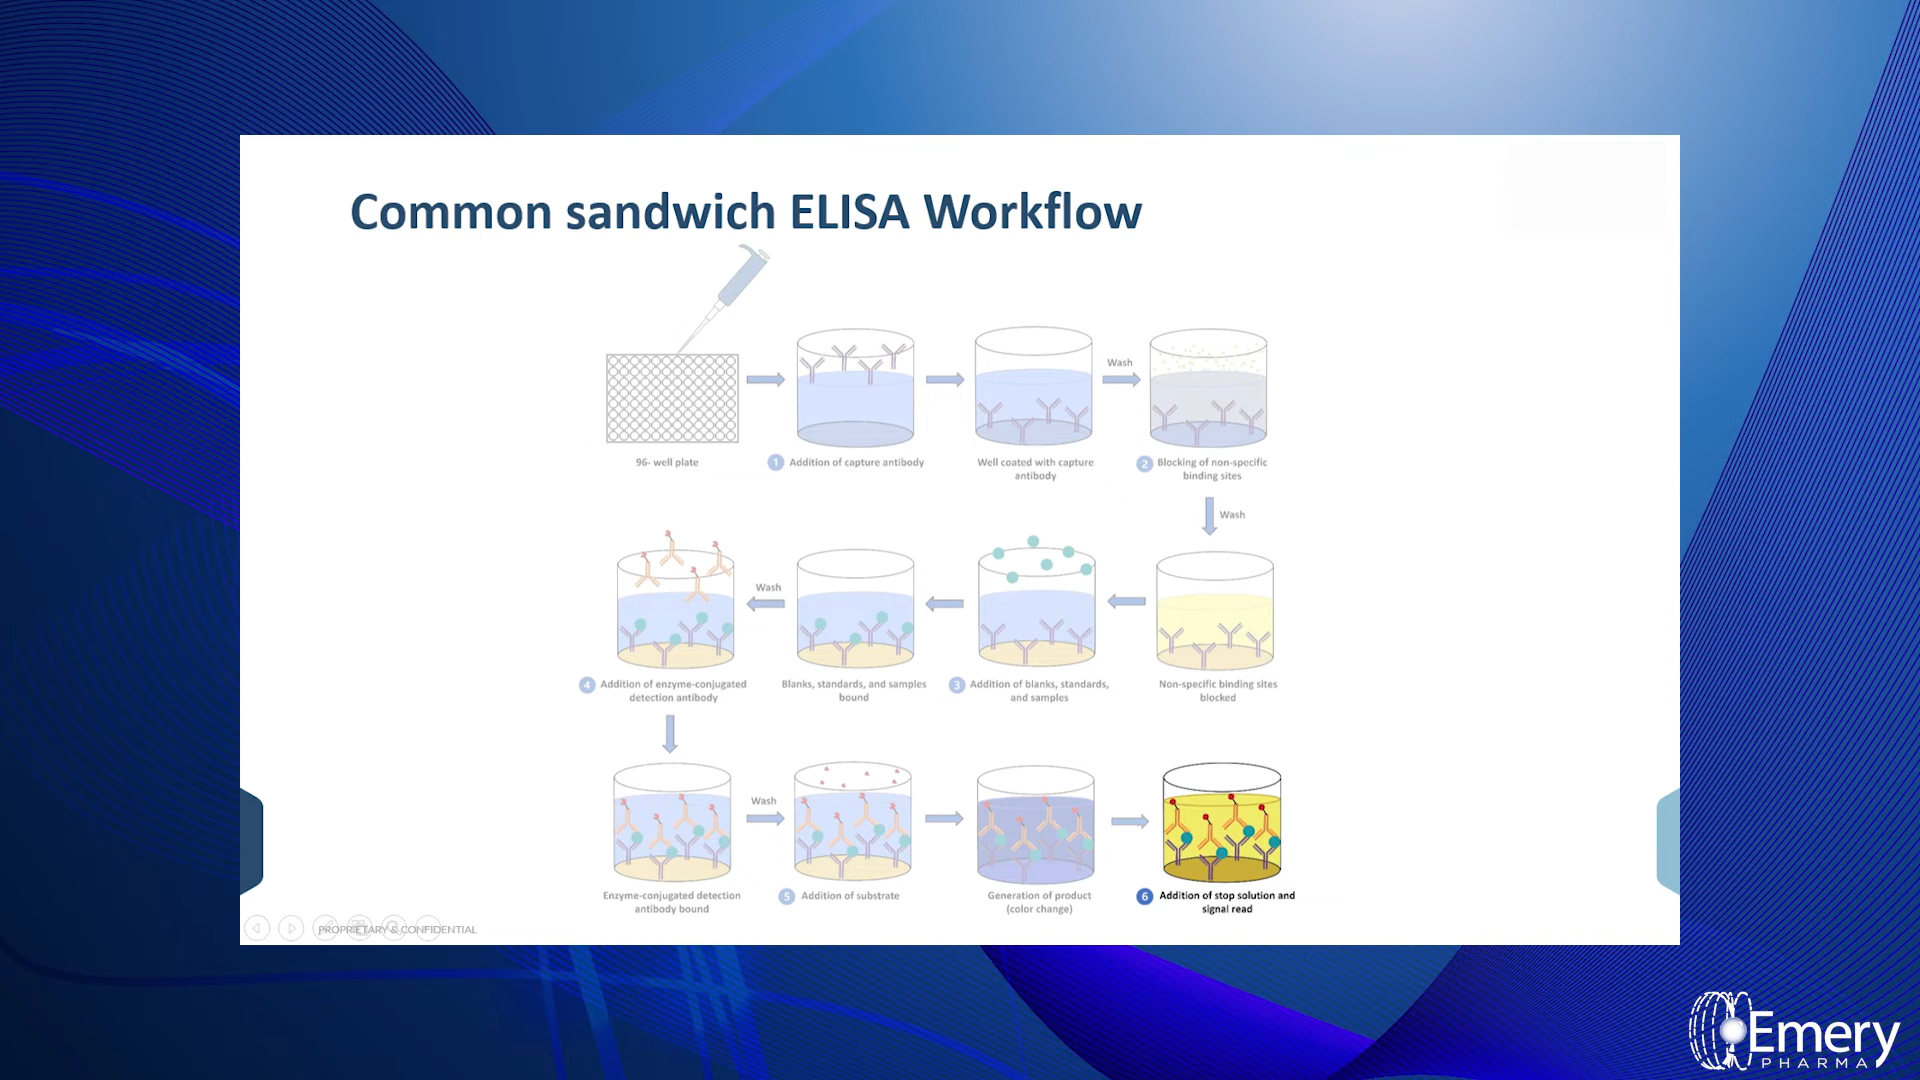 Common sandwich ELISA Workflow
Wash
96- well plate
1 Addition of capture antibody
Well coated with capture
antibody
2 Blocking of non-specific
binding sites
Wash
Wash
4 Addition of enzyme-conjugated
detection antibody
Blanks, standards, and samples
bound
3 Addition of blanks, standards,
and samples
Non-specific binding sites
blocked
Wash
Enzyme-conjugated detection
antibody bound
5 Addition of substrate
Generation of product
(color change)
6 Addition of stop solution and
signal read
PROPRIETARY & CONFIDENTIAL
Emery
PHARMA